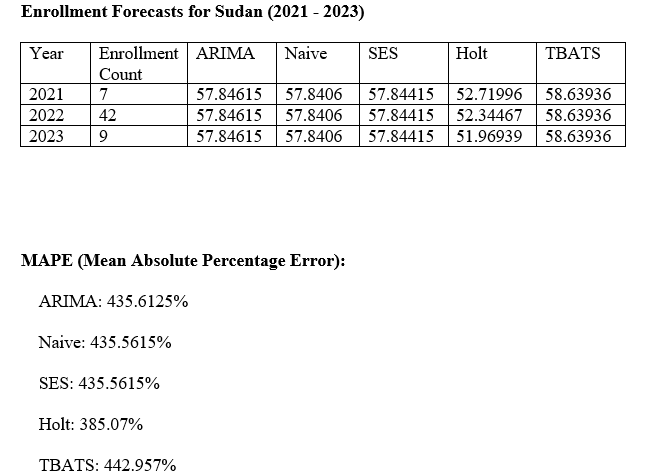 Enrollment Forecasts for Sudan (2021 - 2023)
Year Enrollment Count ARIMA Naive SES Holt TBATS
2021 7 57.84615 57.8406 57.84415 52.71996 58.63936
2022 42 57.84615 57.8406 57.84415 52.34467 58.63936
2023 9 57.84615 57.8406 57.84415 51.96939 58.63936
MAPE (Mean Absolute Percentage Error):
ARIMA: 435.6125%
Naive: 435.5615%
SES: 435.5615%
Holt: 385.07%
TBATS: 442.957%